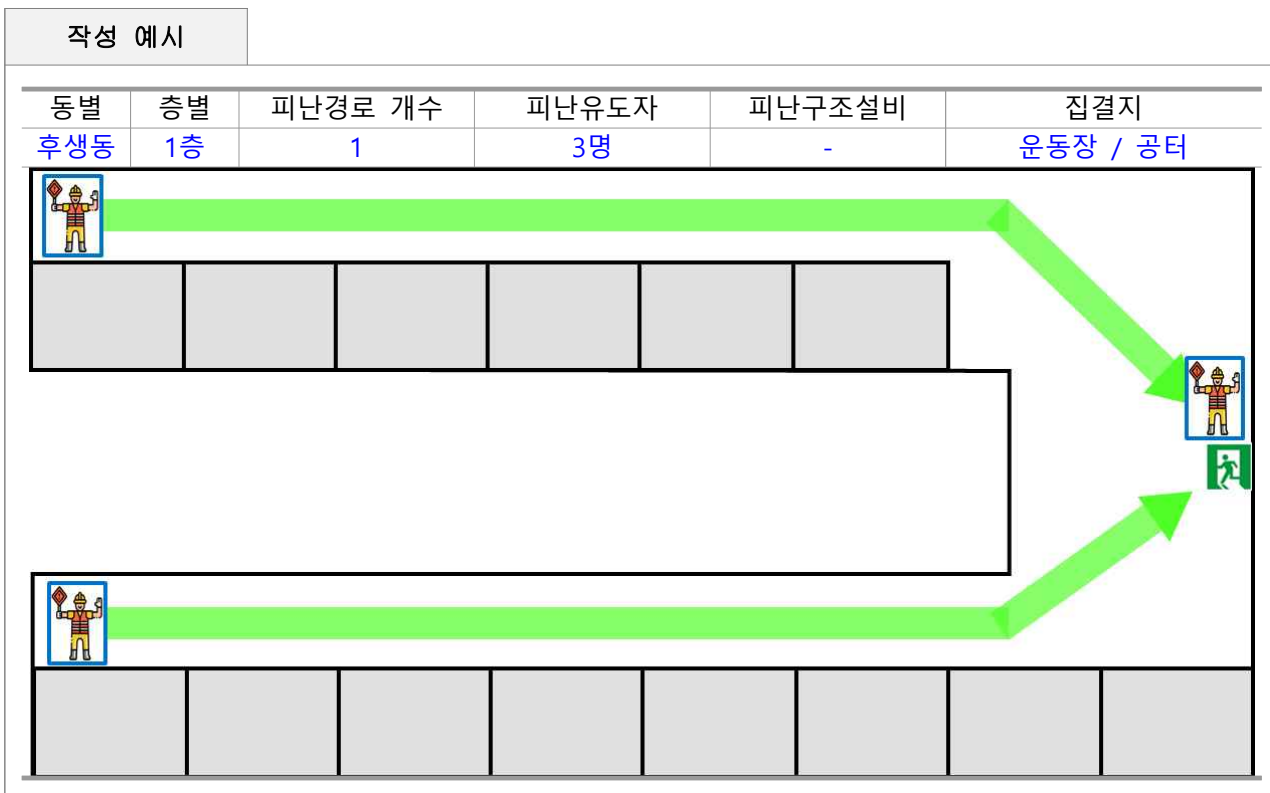 작성 예시
동별 층별 피난경로 개수 피난유도자 피난구조설비 집결지
후생동 1층 1 3명 - 운동장 / 공터